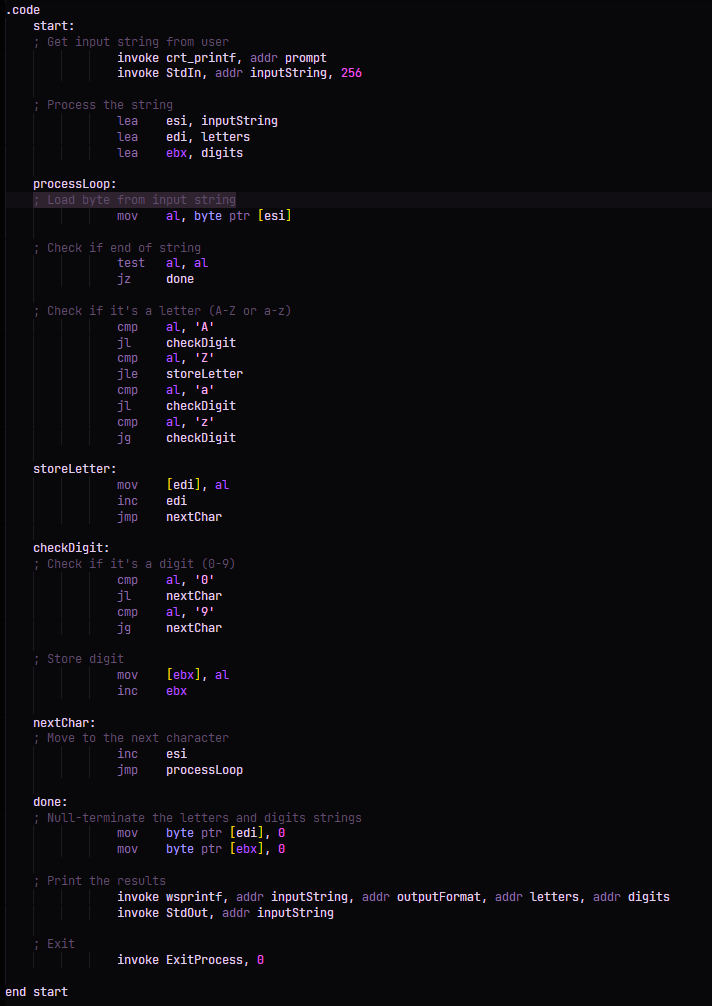 .code
start:
; Get input string from user
invoke crt_printf, addr prompt
invoke StdIn, addr inputString, 256
; Process the string
lea esi, inputString
lea edi, letters
lea ebx, digits
processLoop:
; Load byte from input string
mov al, byte ptr [esi]
; Check if end of string
test al, al
jz done
; Check if it's a letter (A-Z or a-z)
cmp al, 'A'
jl checkDigit
cmp al, 'Z'
jle storeLetter
cmp al, 'a'
jl checkDigit
cmp al, 'z'
jg checkDigit
storeLetter:
mov [edi], al
inc edi
jmp nextChar
checkDigit:
; Check if it's a digit (0-9)
cmp al, '0'
jl nextChar
cmp al, '9'
jg nextChar
; Store digit
mov [ebx], al
inc ebx
nextChar:
; Move to the next character
inc esi
jmp processLoop
done:
; Null-terminate the letters and digits strings
mov byte ptr [edi], 0
mov byte ptr [ebx], 0
; Print the results
invoke wsprintf, addr inputString, addr outputFormat, addr letters, addr digits
invoke StdOut, addr inputString
; Exit
invoke ExitProcess, 0
end start